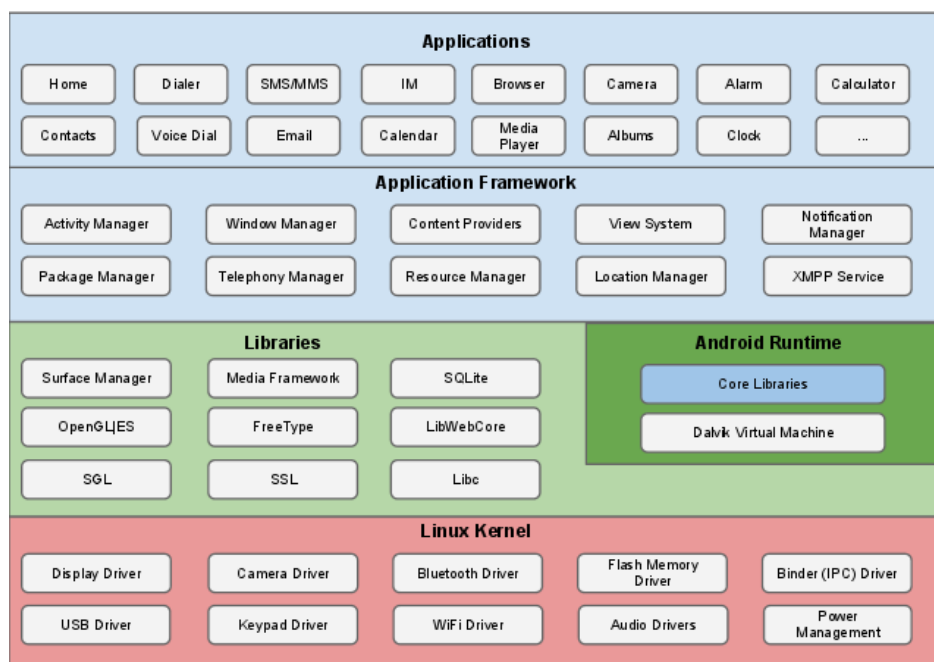 Applications
Home
Dialer
SMS/MMS
IM
Browser
Camera
Alarm
Calculator
Contacts
Voice Dial
Email
Calendar
Media
Player
Albums
Clock
...
Application Framework
Activity Manager
Window Manager
Content Providers
View System
Notification
Manager
Package Manager
Telephony Manager
Resource Manager
Location Manager
XMPP Service
Libraries
Surface Manager
Media Framework
SQLite
OpenGL|ES
FreeType
LibWebCore
SGL
SSL
Libc
Android Runtime
Core Libraries
Dalvik Virtual Machine
Linux Kernel
Display Driver
Camera Driver
Bluetooth Driver
Flash Memory
Driver
Binder (IPC) Driver
USB Driver
Keypad Driver
WiFi Driver
Audio Drivers
Power
Management